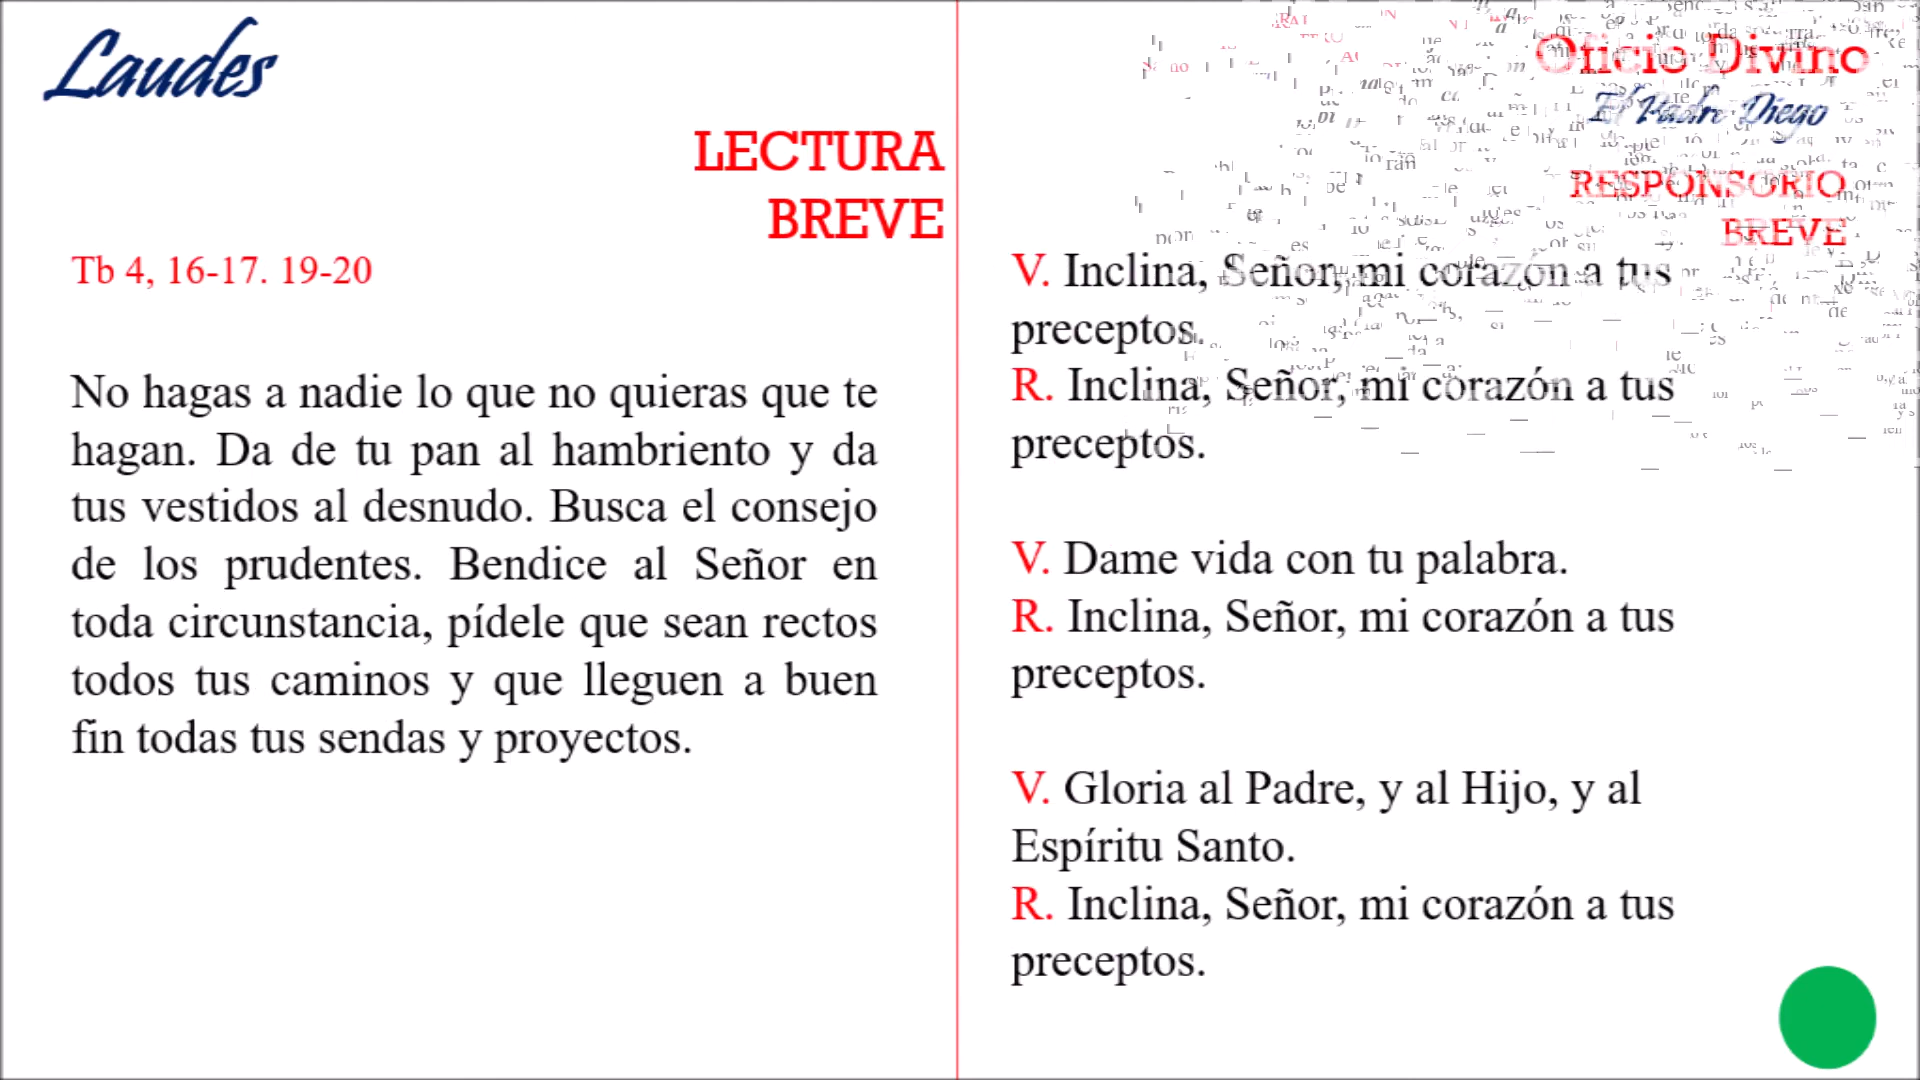 Laudes
LECTURA
BREVE
Tb 4, 16-17. 19-20
No hagas a nadie lo que no quieras que te
hagan. Da de tu pan al hambriento y da
tus vestidos al desnudo. Busca el consejo
de los prudentes. Bendice al Señor en
toda circunstancia, pídele que sean rectos
todos tus caminos y que lleguen a buen
fin todas tus sendas y proyectos.
Oficio Divino
El Padre Diego
RESPONSORIO
BREVE
V. Inclina, Señor, mi corazón a tus
preceptos.
R. Inclina, Señor, mi corazón a tus
preceptos.
V. Dame vida con tu palabra.
R. Inclina, Señor, mi corazón a tus
preceptos.
V. Gloria al Padre, y al Hijo, y al
Espíritu Santo.
R. Inclina, Señor, mi corazón a tus
preceptos.